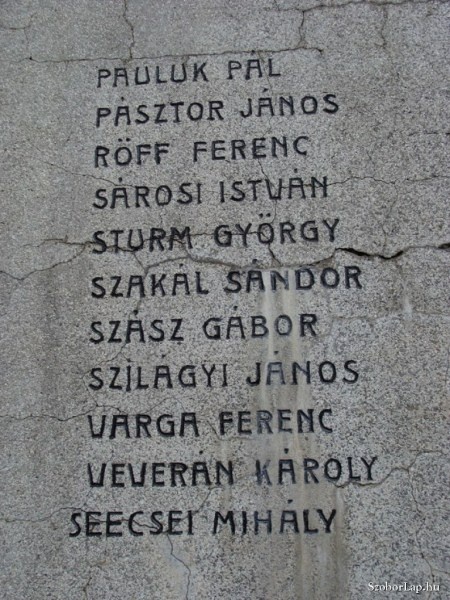 PAULUK PÁL
PÁSZTOR JÁNOS
RÖFF FERENC
SÁROSI ISTVÁN
STURM GYÖRGY
SZAKÁL SÁNDOR
SZÁSZ GÁBOR
SZILÁGYI JÁNOS
VARGA FERENC
VEVERÁN KÁROLY
SEECSEI MIHÁLY
SzoborLap.hu